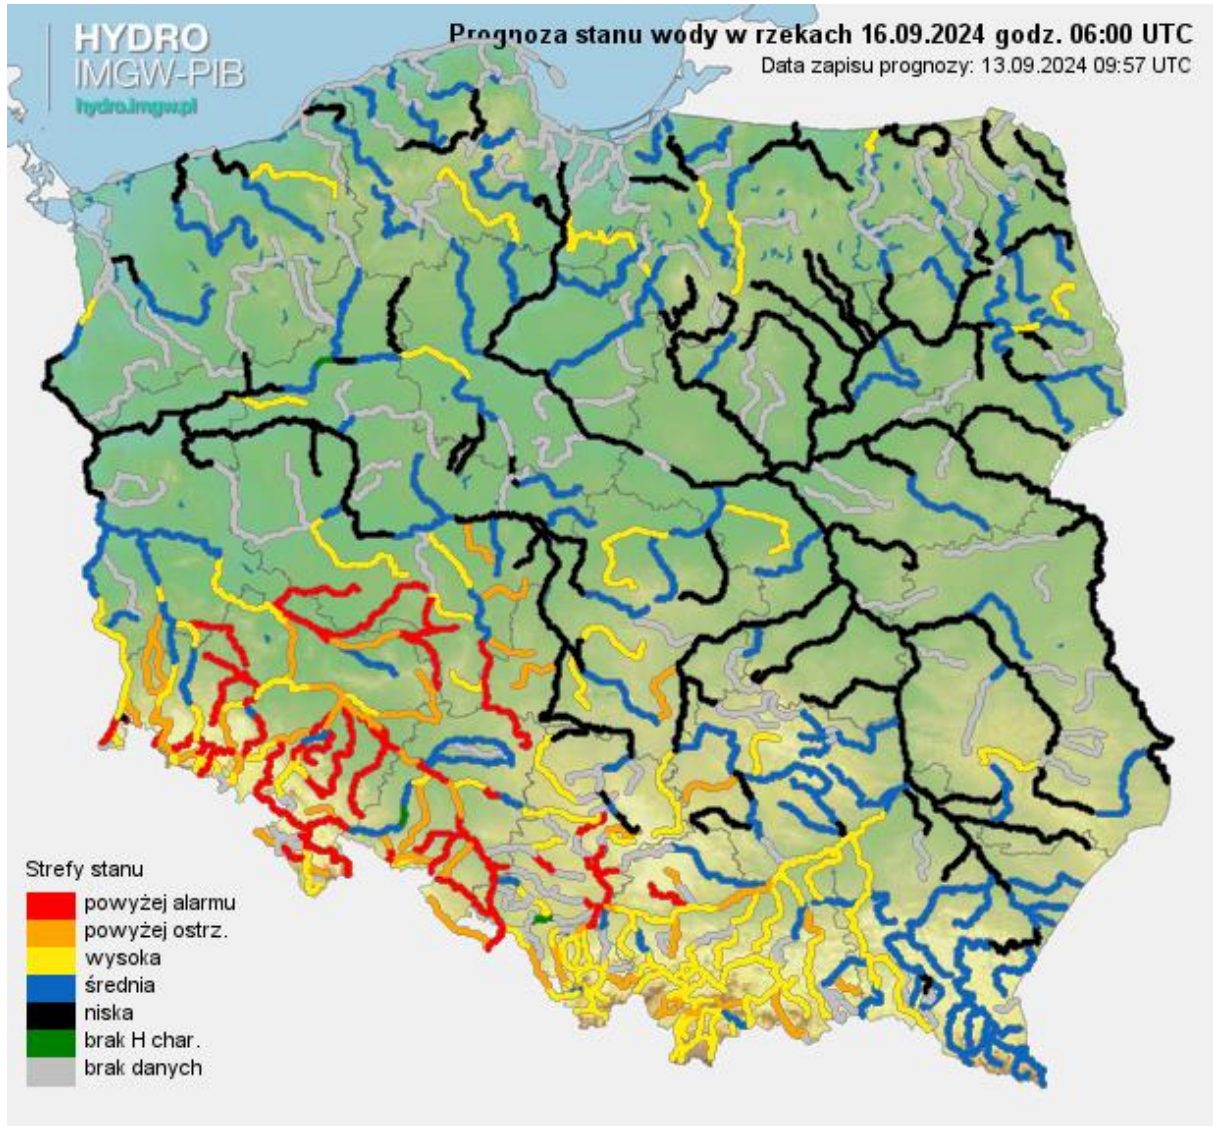 HYDRO
IMGW-PIB
hydro.imgw.pl
Prognoza stanu wody w rzekach 16.09.2024 godz. 06:00 UTC
Data zapisu prognozy: 13.09.2024 09:57 UTC
Strefy stanu
powyżej alarmu
powyżej ostrz.
wysoka
średnia
niska
brak H char.
brak danych